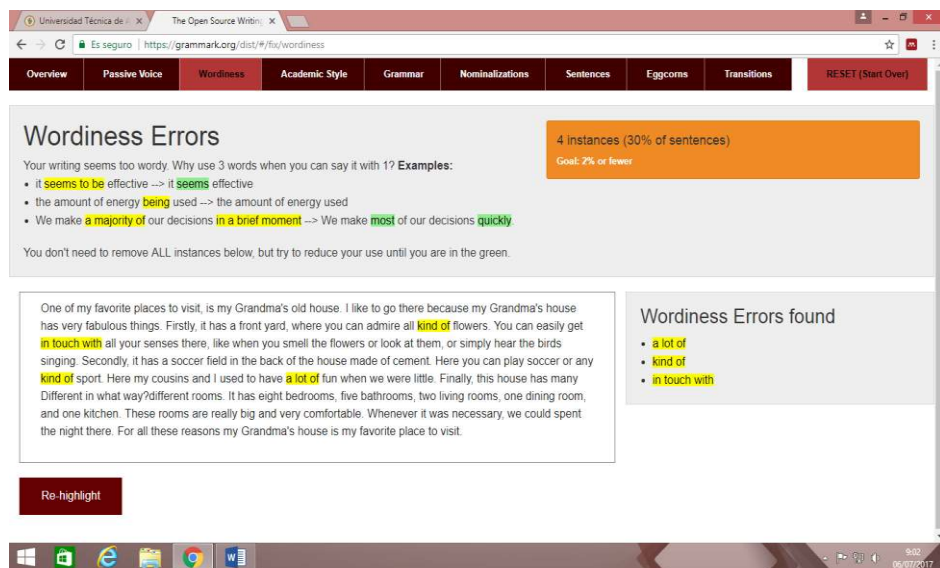 Universidad Técnica de A
The Open Source Writing
Es seguro | https://grammark.org/dist/#/fix/wordiness
Overview Passive Voice Wordiness Academic Style Grammar Nominalizations Sentences Eggcorns Transitions RESET (Start Over)
Wordiness Errors
Your writing seems too wordy. Why use 3 words when you can say it with 1? Examples:
• it seems to be effective --> it seems effective
• the amount of energy being used --> the amount of energy used
• We make a majority of our decisions in a brief moment --> We make most of our decisions quickly.
You don't need to remove ALL instances below, but try to reduce your use until you are in the green.
4 instances (30% of sentences)
Goal: 2% or fewer
One of my favorite places to visit, is my Grandma's old house. I like to go there because my Grandma's house
has very fabulous things. Firstly, it has a front yard, where you can admire all kind of flowers. You can easily get
in touch with all your senses there, like when you smell the flowers or look at them, or simply hear the birds
singing. Secondly, it has a soccer field in the back of the house made of cement. Here you can play soccer or any
kind of sport. Here my cousins and I used to have a lot of fun when we were little. Finally, this house has many
Different in what way?different rooms. It has eight bedrooms, five bathrooms, two living rooms, one dining room,
and one kitchen. These rooms are really big and very comfortable. Whenever it was necessary, we could spent
the night there. For all these reasons my Grandma's house is my favorite place to visit.
Wordiness Errors found
• a lot of
• kind of
• in touch with
Re-highlight
9:02
06/07/2017